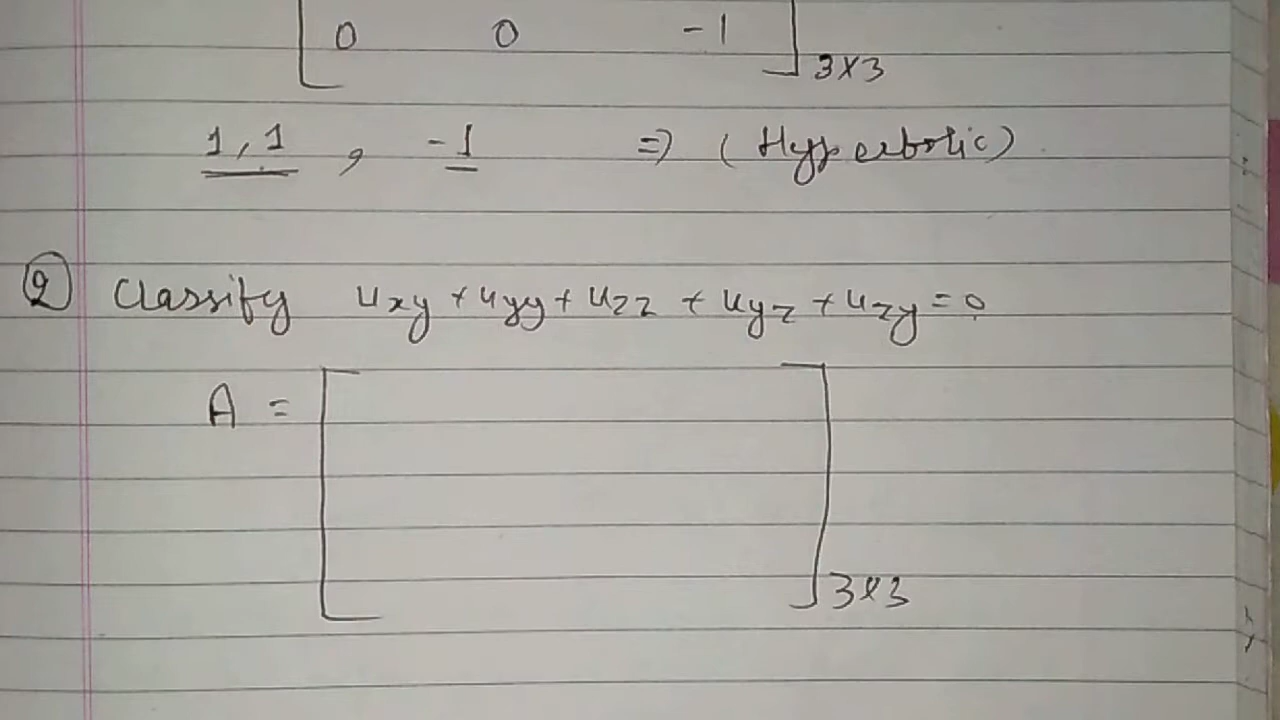 0 0 -1
3x3
1, 1 , -1 => (Hyperbolic)
2 Classify uxy + uyy + uzz + uyz + uzy = 0
A =
3x3